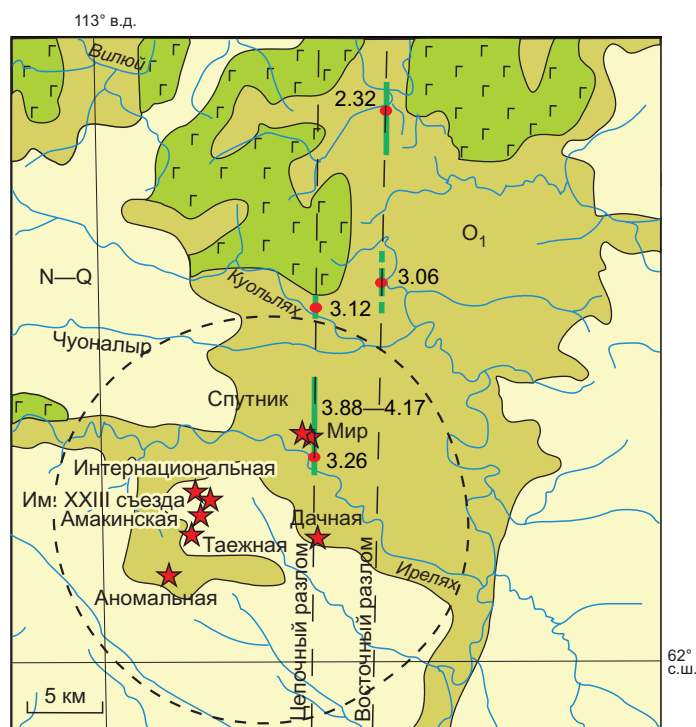 113° в.д.
Вилюй
2.32
O1
N—Q
3.06
Куольлях
3.12
Чуоналыр
Спутник
3.88—4.17
Мир
Интернациональная
3.26
Им. XXIII съезда
Амакинская
Дачная
Таежная
Аномальная
Ирелях
Цепочный разлом
Восточный разлом
62°
с.ш.
5 км
Г Г Г Г Г Г Г Г Г Г